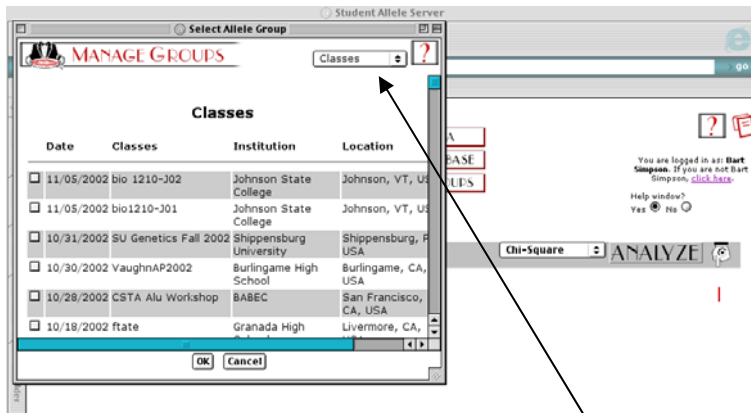 Student Allele Server
Select Allele Group
MANAGE GROUPS
Classes
?
go
Classes
Date Classes Institution Location
11/05/2002 bio 1210-J02 Johnson State College Johnson, VT, US
11/05/2002 bio1210-J01 Johnson State College Johnson, VT, US
10/31/2002 SU Genetics Fall 2002 Shippensburg University Shippensburg, P USA
10/30/2002 VaughnAP2002 Burlingame High School Burlingame, CA, USA
10/28/2002 CSTA Alu Workshop BABEC San Francisco, CA, USA
10/18/2002 ftate Granada High Livermore, CA,
OK Cancel
A
BASE
UPS
?
You are logged in as: Bart
Simpson. If you are not Bart
Simpson, click here.
Help window?
Yes No
Chi-Square
ANALYZE